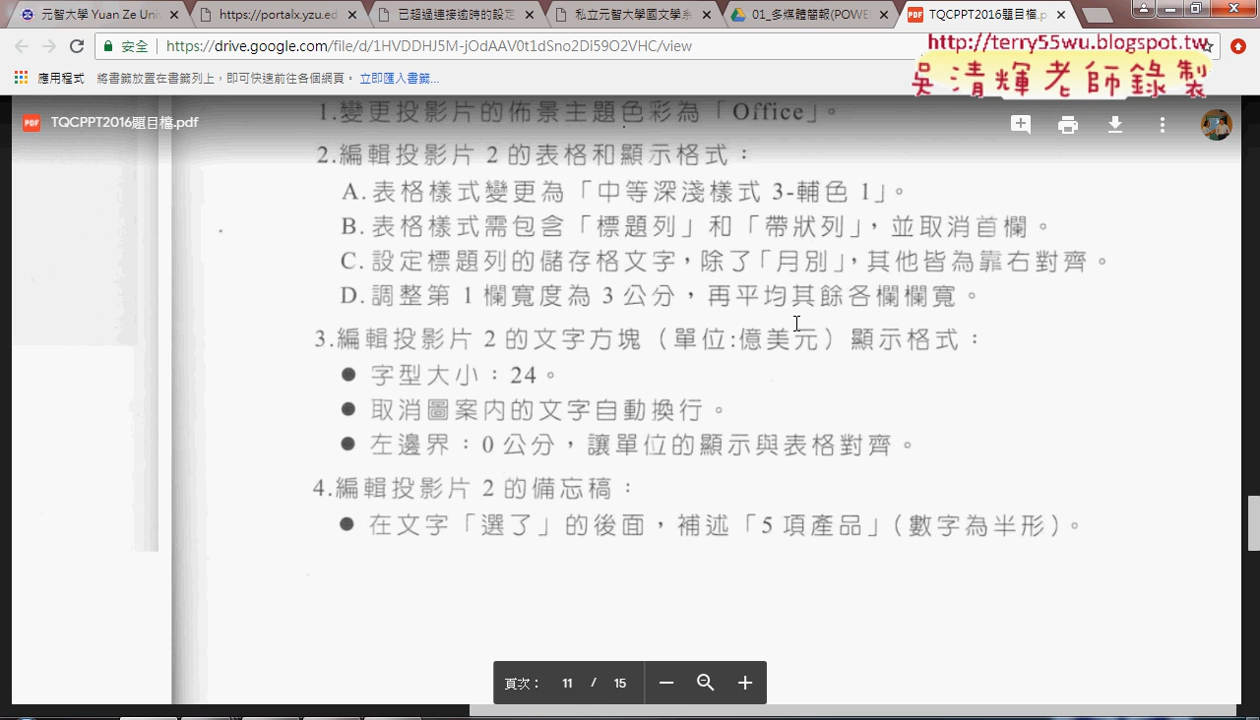 元智大學 Yuan Ze Uni
https://portalx.yzu.ed
已超過連接逾時的設定
私立元智大學國文學系
01_多媒體簡報(POWE
TQCPPT2016題目檔.p
安全
https://drive.google.com/file/d/1HVDDHJ5M-jOdAAV0t1dSno2Di59O2VHC/view
http://terry55wu.blogspot.tw
應用程式 將書籤放置在書籤列上，即可快速前往各個網頁。 立即匯入書籤...
吳清輝老師錄製
1.變更投影片的佈景主題色彩為「Office」。
PDF TQCPPT2016題目檔.pdf
2.編輯投影片 2 的表格和顯示格式：
A.表格樣式變更為「中等深淺樣式 3-輔色 1」。
B.表格樣式需包含「標題列」和「帶狀列」，並取消首欄。
C.設定標題列的儲存格文字，除了「月別」，其他皆為靠右對齊。
D.調整第 1 欄寬度為 3 公分，再平均其餘各欄欄寬。
3.編輯投影片 2 的文字方塊（單位:億美元）顯示格式：
● 字型大小：24。
● 取消圖案內的文字自動換行。
● 左邊界：0 公分，讓單位的顯示與表格對齊。
4.編輯投影片 2 的備忘稿：
● 在文字「選了」的後面，補述「5 項產品」（數字為半形）。
頁次： 11 / 15